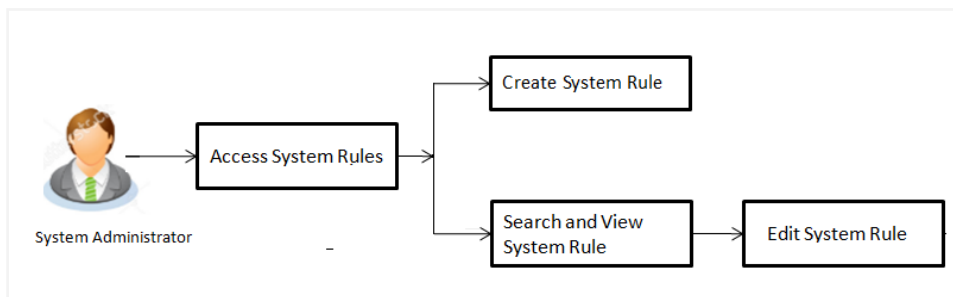 Create System Rule
Access System Rules
System Administrator
Search and View
System Rule
Edit System Rule